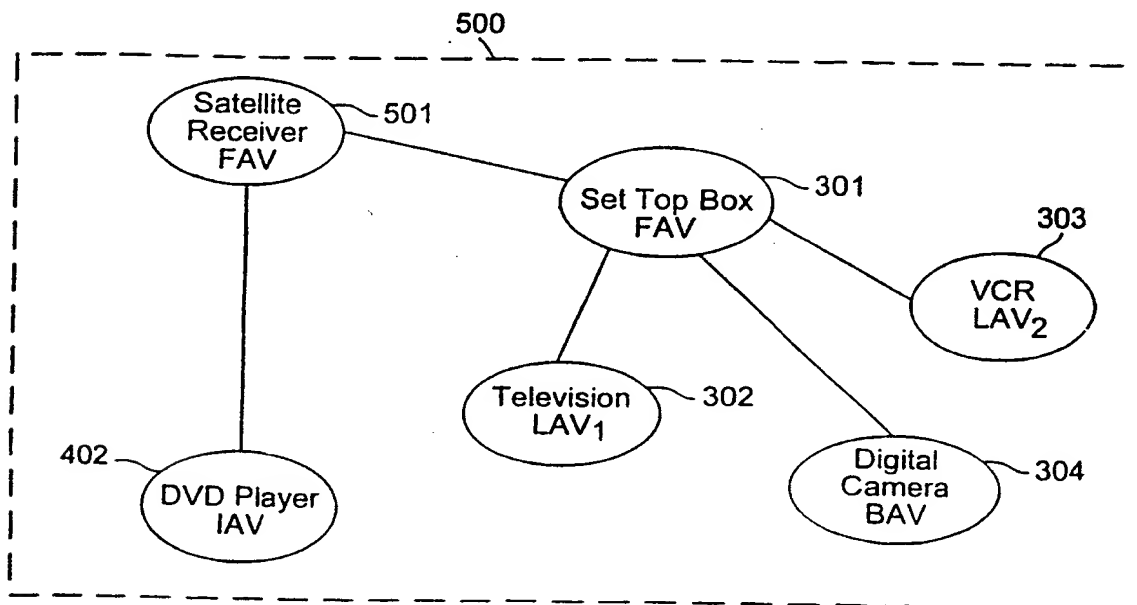 500
Satellite
Receiver
FAV
501
Set Top Box
FAV
301
303
VCR
LAV2
Television
LAV1
302
402
DVD Player
IAV
Digital
Camera
BAV
304